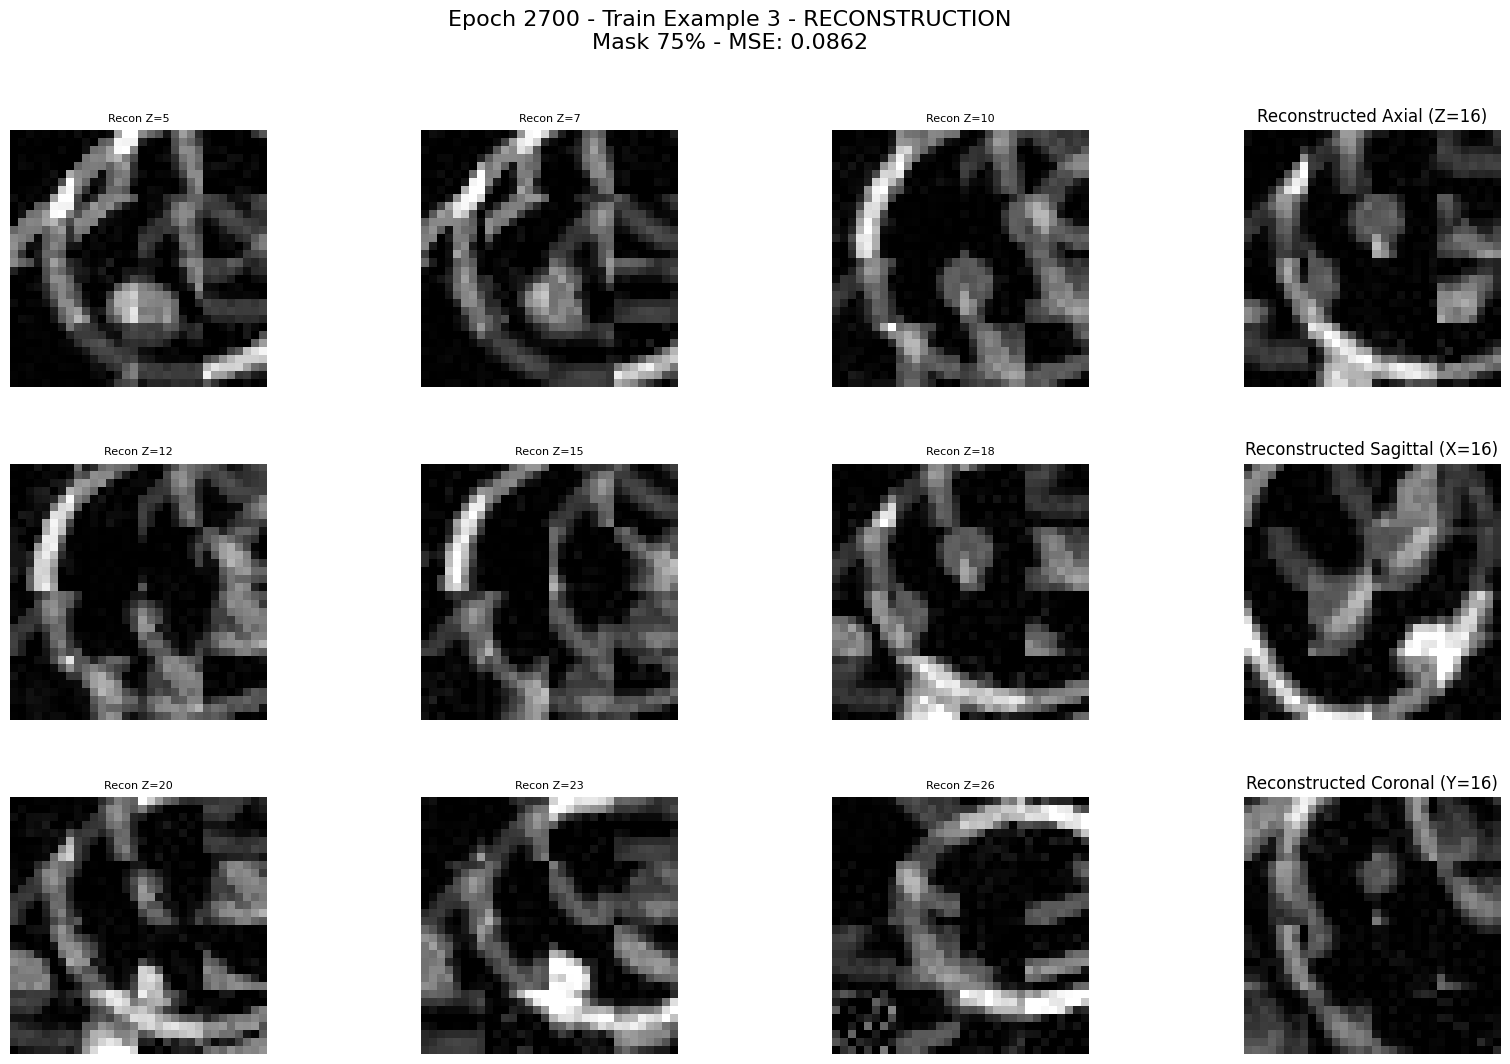 Epoch 2700 - Train Example 3 - RECONSTRUCTION
Mask 75% - MSE: 0.0862
Recon Z=5
Recon Z=7
Recon Z=10
Reconstructed Axial (Z=16)
Recon Z=12
Recon Z=15
Recon Z=18
Reconstructed Sagittal (X=16)
Recon Z=20
Recon Z=23
Recon Z=26
Reconstructed Coronal (Y=16)